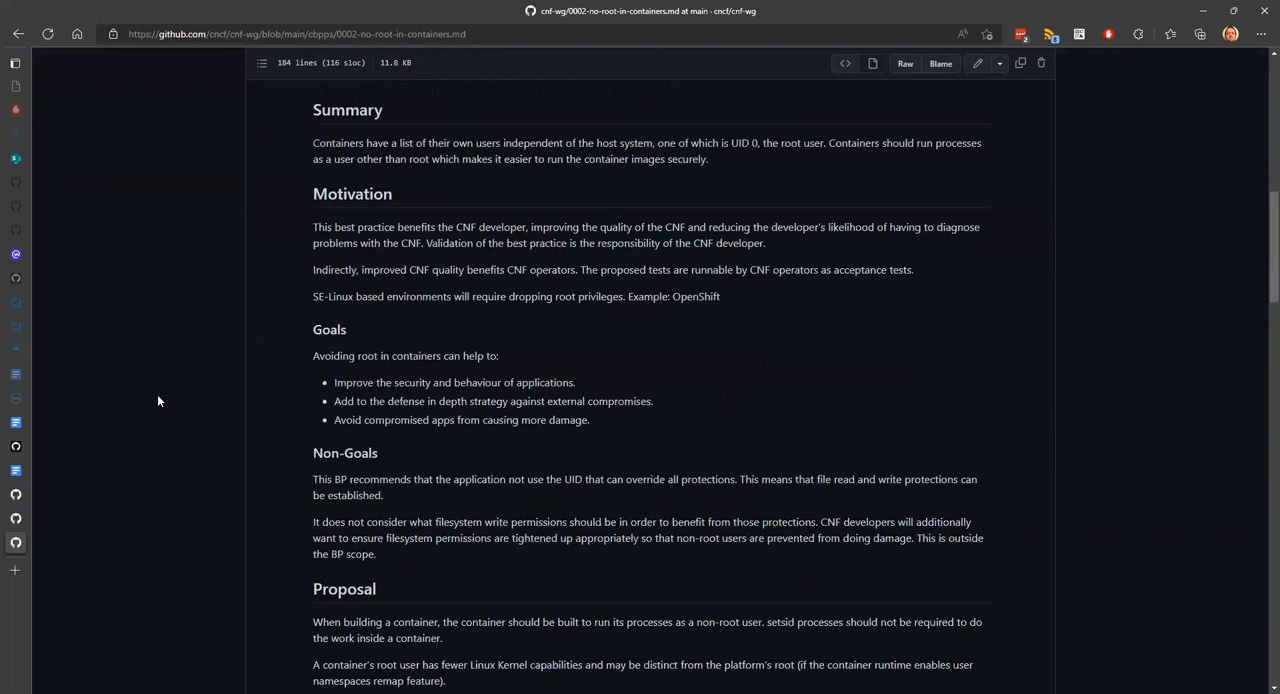 cnf-wg/0002-no-root-in-containers.md at main · cncf/cnf-wg
https://github.com/cncf/cnf-wg/blob/main/cbpps/0002-no-root-in-containers.md
184 lines (116 sloc) 11.8 KB
Raw
Blame
Summary
Containers have a list of their own users independent of the host system, one of which is UID 0, the root user. Containers should run processes
as a user other than root which makes it easier to run the container images securely.
Motivation
This best practice benefits the CNF developer, improving the quality of the CNF and reducing the developer's likelihood of having to diagnose
problems with the CNF. Validation of the best practice is the responsibility of the CNF developer.
Indirectly, improved CNF quality benefits CNF operators. The proposed tests are runnable by CNF operators as acceptance tests.
SE-Linux based environments will require dropping root privileges. Example: OpenShift
Goals
Avoiding root in containers can help to:
• Improve the security and behaviour of applications.
• Add to the defense in depth strategy against external compromises.
• Avoid compromised apps from causing more damage.
Non-Goals
This BP recommends that the application not use the UID that can override all protections. This means that file read and write protections can
be established.
It does not consider what filesystem write permissions should be in order to benefit from those protections. CNF developers will additionally
want to ensure filesystem permissions are tightened up appropriately so that non-root users are prevented from doing damage. This is outside
the BP scope.
Proposal
When building a container, the container should be built to run its processes as a non-root user. setsid processes should not be required to do
the work inside a container.
A container's root user has fewer Linux Kernel capabilities and may be distinct from the platform's root (if the container runtime enables user
namespaces remap feature).